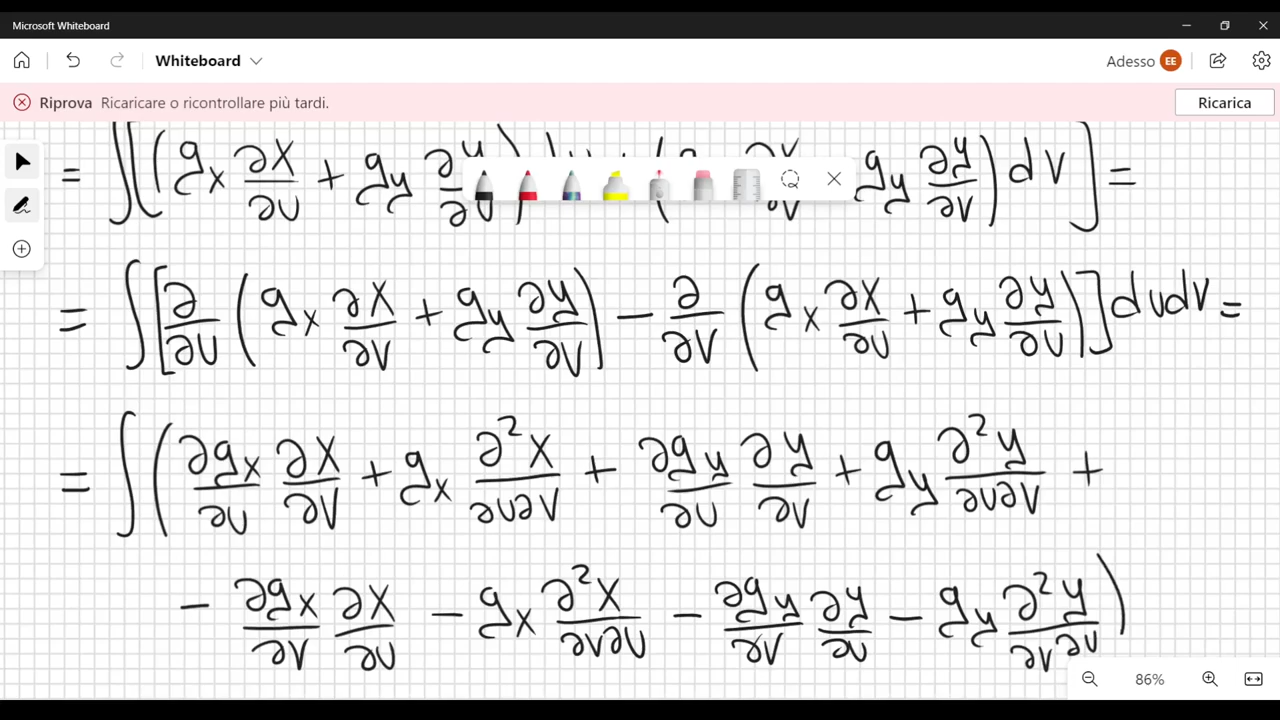 Microsoft Whiteboard
Whiteboard
Adesso EE
Riprova Ricaricare o ricontrollare più tardi.
Ricarica
= ∫[(gx ∂x/∂u + gy ∂y/∂u) gy ∂y/∂v) dv] =
= ∫[∂/∂u (gx ∂x/∂v + gy ∂y/∂v) − ∂/∂v (gx ∂x/∂u + gy ∂y/∂u)] du dv =
= ∫(∂gx/∂u ∂x/∂v + gx ∂²x/∂u∂v + ∂gy/∂u ∂y/∂v + gy ∂²y/∂u∂v +
− ∂gx/∂v ∂x/∂u − gx ∂²x/∂v∂u − ∂gy/∂v ∂y/∂u − gy ∂²y/∂v∂u)
86%